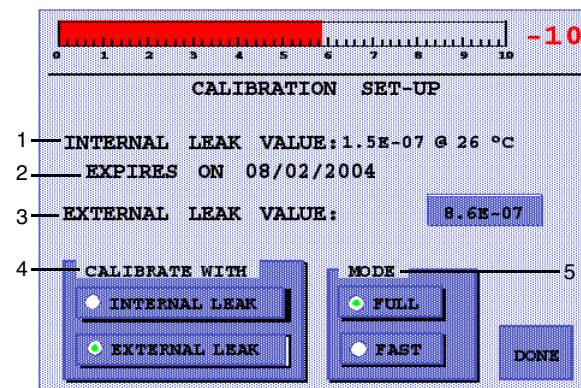 -10
0 1 2 3 4 5 6 7 8 9 10
CALIBRATION SET-UP
1 INTERNAL LEAK VALUE: 1.5E-07 @ 26 ºC
2 EXPIRES ON 08/02/2004
3 EXTERNAL LEAK VALUE: 8.6E-07
4 CALIBRATE WITH MODE 5
INTERNAL LEAK FULL
EXTERNAL LEAK FAST
DONE